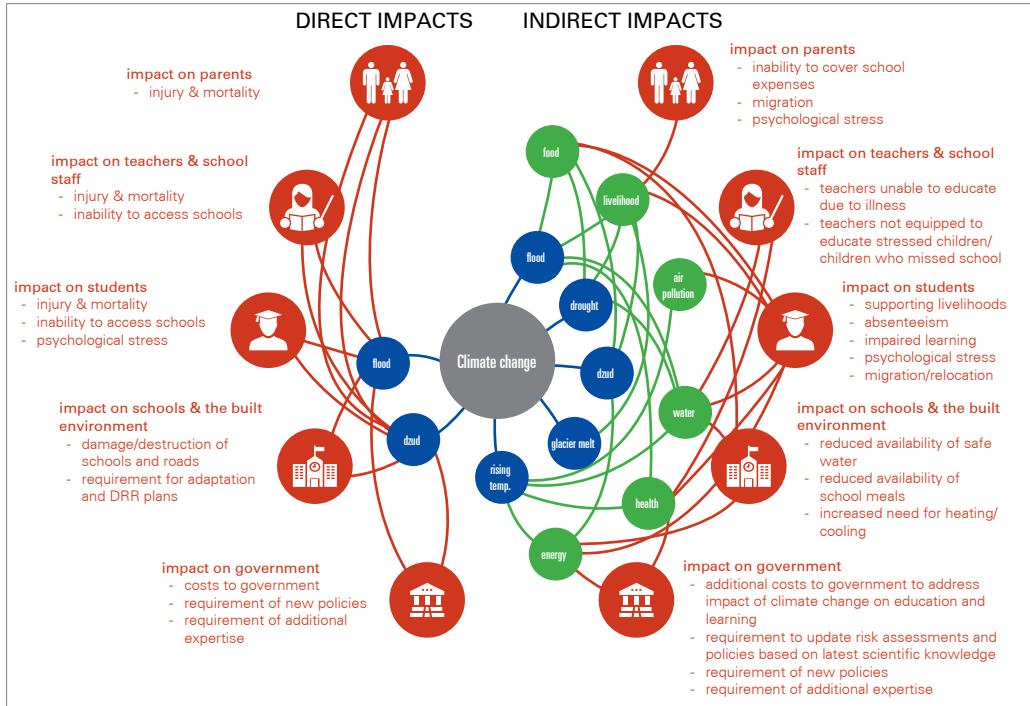 DIRECT IMPACTS
INDIRECT IMPACTS
impact on parents
- injury & mortality
impact on teachers & school
staff
- injury & mortality
- inability to access schools
impact on students
- injury & mortality
- inability to access schools
- psychological stress
impact on schools & the built
environment
- damage/destruction of
schools and roads
- requirement for adaptation
and DRR plans
impact on government
- costs to government
- requirement of new policies
- requirement of additional
expertise
flood
dzud
Climate change
food
livelihood
flood
air
pollution
drought
dzud
water
glacier melt
rising
temp.
health
energy
impact on parents
- inability to cover school
expenses
- migration
- psychological stress
impact on teachers & school
staff
- teachers unable to educate
due to illness
- teachers not equipped to
educate stressed children/
children who missed school
impact on students
- supporting livelihoods
- absenteeism
- impaired learning
- psychological stress
- migration/relocation
impact on schools & the built
environment
- reduced availability of safe
water
- reduced availability of
school meals
- increased need for heating/
cooling
impact on government
- additional costs to government to address
impact of climate change on education and
learning
- requirement to update risk assessments and
policies based on latest scientific knowledge
- requirement of new policies
- requirement of additional expertise